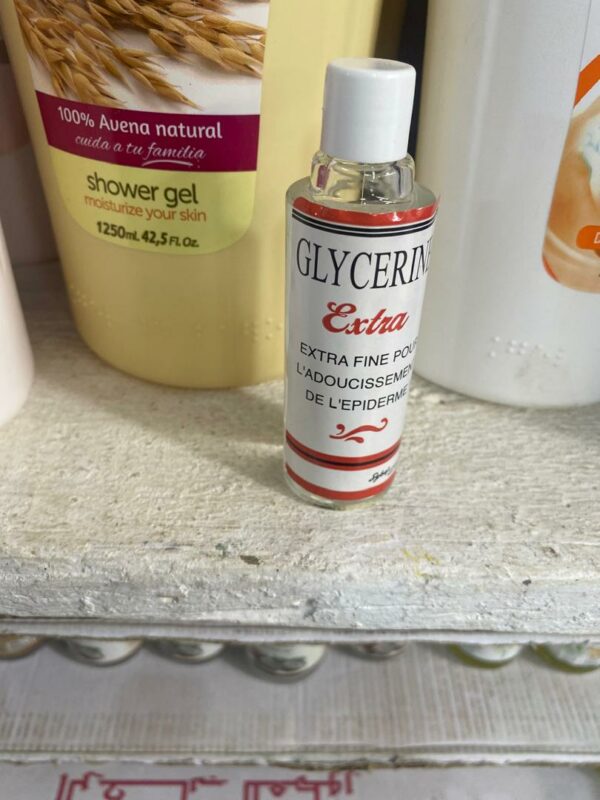 100% Avena natural
cuida a tu familia
shower gel
moisturize your skin
1250ml. 42,5 FL Oz.
GLYCERIN
Extra
EXTRA FINE POU
L'ADOUCISSEMEN
DE L'EPIDERME